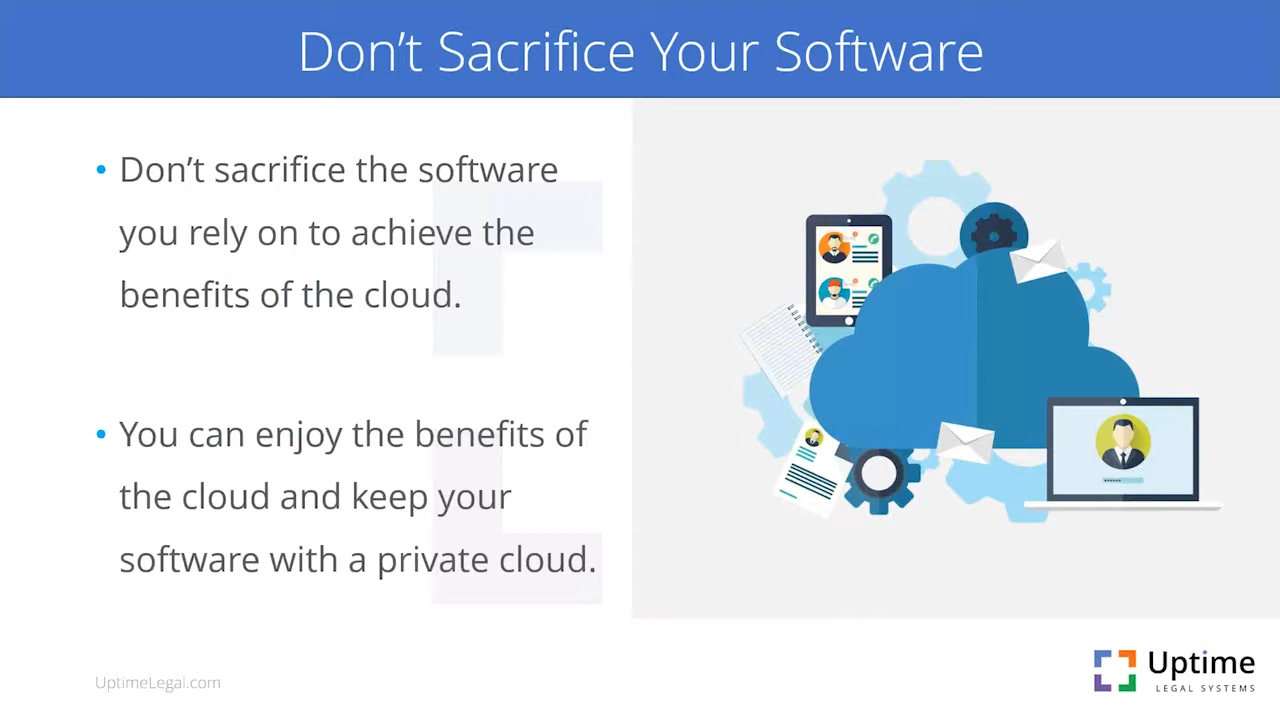 Don’t Sacrifice Your Software
• Don’t sacrifice the software
you rely on to achieve the
benefits of the cloud.
• You can enjoy the benefits of
the cloud and keep your
software with a private cloud.
UptimeLegal.com
Uptime
LEGAL SYSTEMS